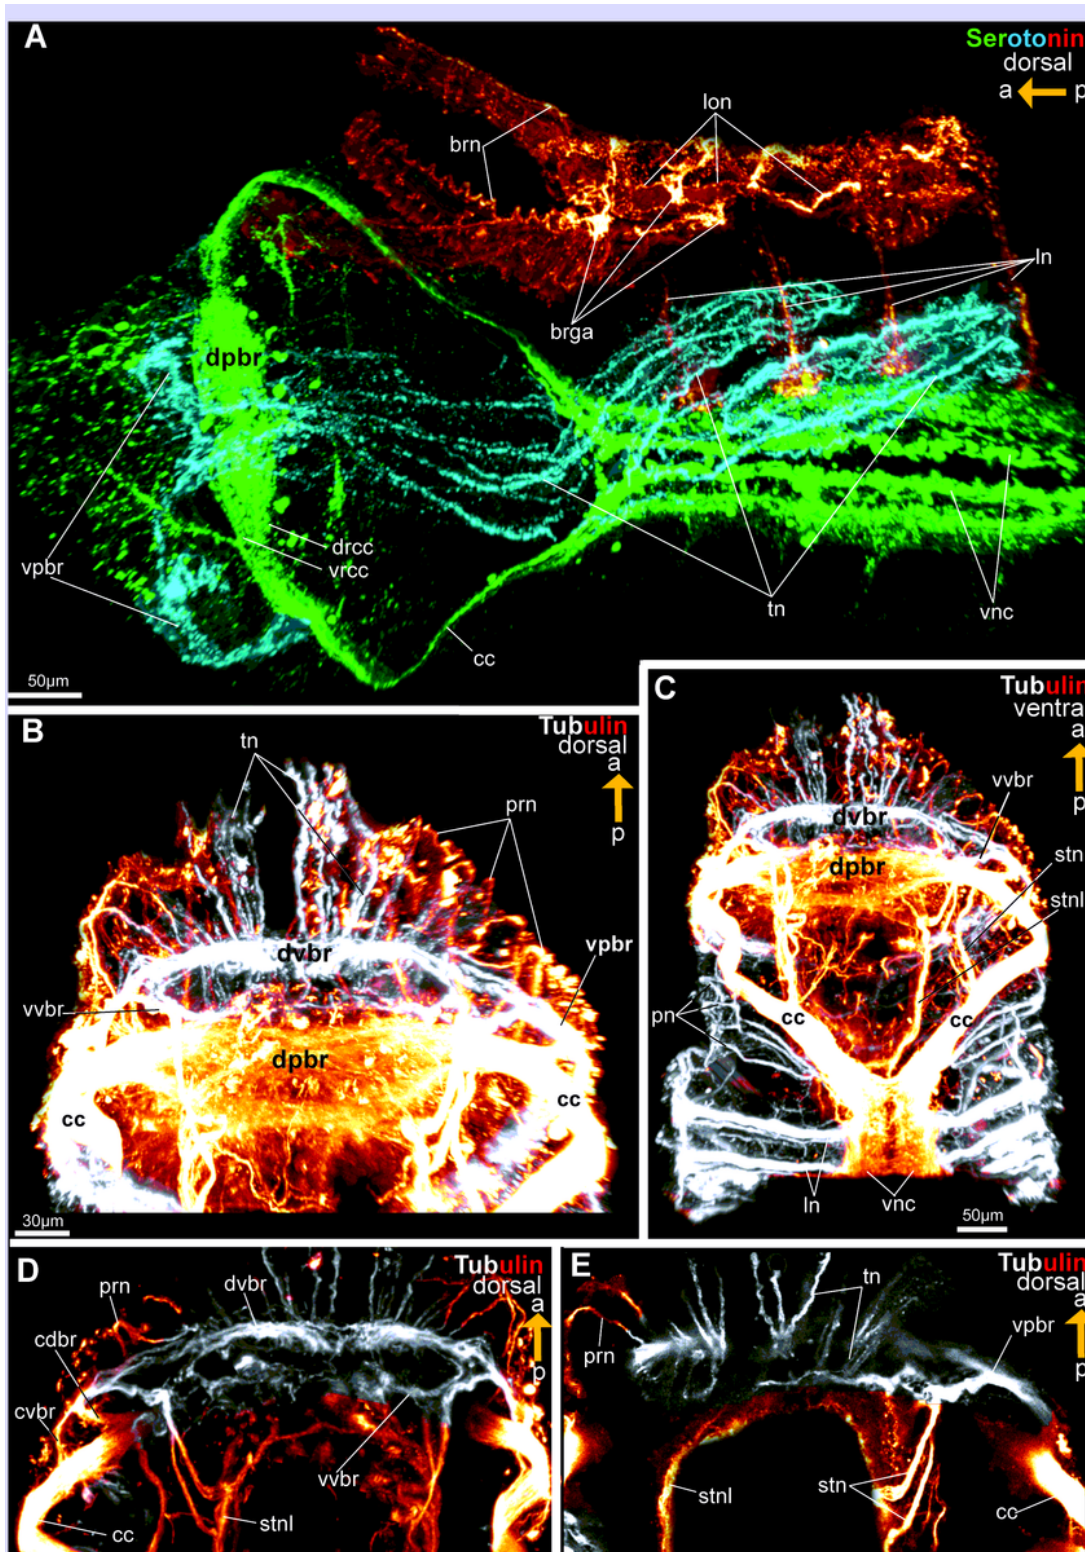 A
Serotonin
dorsal
a p
lon
brn
ln
brga
dpbr
drcc
vrcc
vpbr
tn
vnc
cc
50µm
B
Tubulin
dorsal
a
p
tn
prn
dvbr
vpbr
vvbr
dpbr
cc
cc
30µm
C
Tubulin
ventra
a
p
vvbr
dvbr
stn
dpbr
stnl
pn
cc
cc
ln
vnc
50µm
D
Tubulin
dorsal
a
p
prn
dvbr
cdbr
cvbr
vvbr
stnl
cc
E
Tubulin
dorsal
a
p
tn
prn
vpbr
stnl
stn
cc